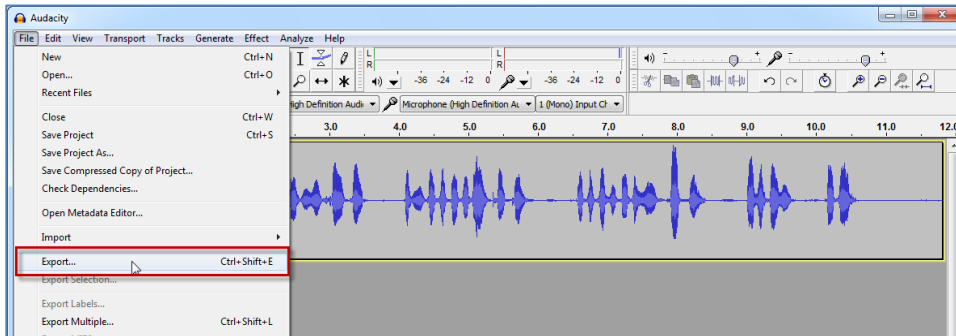 Audacity
File Edit View Transport Tracks Generate Effect Analyze Help
New Ctrl+N
Open... Ctrl+O
Recent Files
Close Ctrl+W
Save Project Ctrl+S
Save Project As...
Save Compressed Copy of Project...
Check Dependencies...
Open Metadata Editor...
Import
Export... Ctrl+Shift+E
Export Selection...
Export Labels...
Export Multiple... Ctrl+Shift+L
L L
R R
-36 -24 -12 0 -36 -24 -12 0
High Definition Audi Microphone (High Definition Au 1 (Mono) Input Ch
3.0 4.0 5.0 6.0 7.0 8.0 9.0 10.0 11.0 12.0